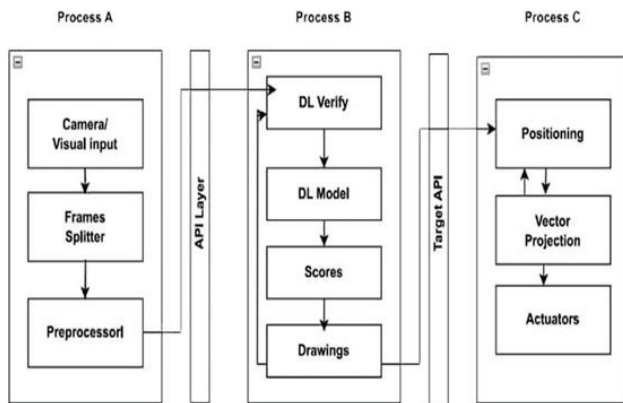 Process A
Process B
Process C
Camera/
Visual input
Frames
Splitter
Preprocessorl
API Layer
DL Verify
DL Model
Scores
Drawings
Target API
Positioning
Vector
Projection
Actuators